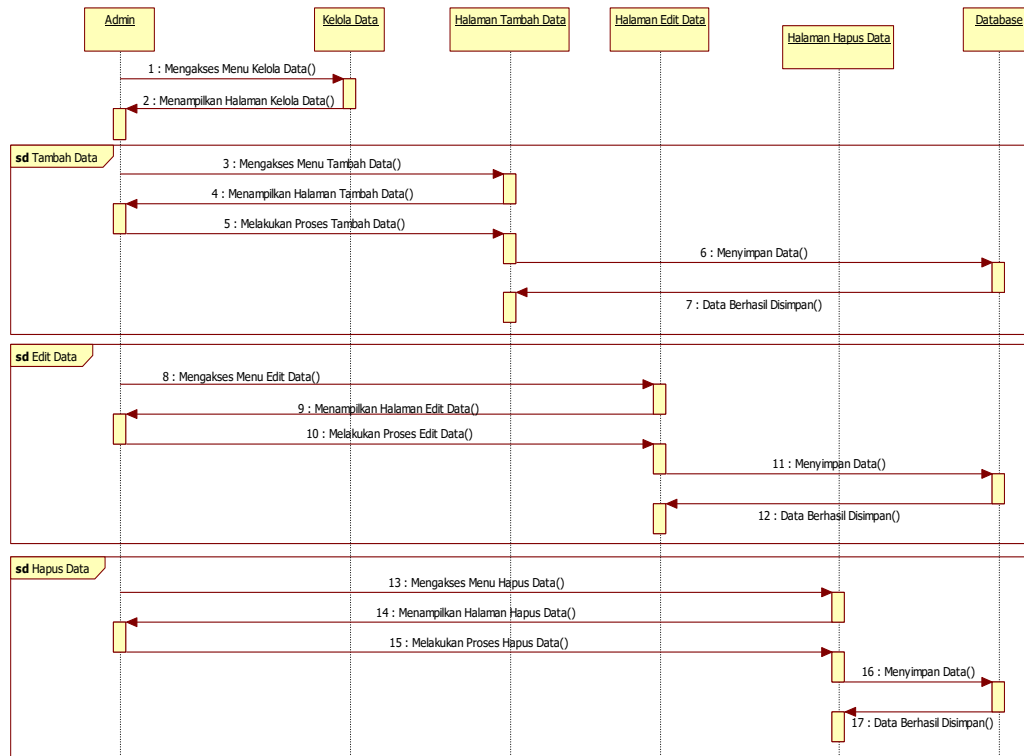 Admin
Kelola Data
Halaman Tambah Data
Halaman Edit Data
Halaman Hapus Data
Database
1 : Mengakses Menu Kelola Data()
2 : Menampilkan Halaman Kelola Data()
sd Tambah Data
3 : Mengakses Menu Tambah Data()
4 : Menampilkan Halaman Tambah Data()
5 : Melakukan Proses Tambah Data()
6 : Menyimpan Data()
7 : Data Berhasil Disimpan()
sd Edit Data
8 : Mengakses Menu Edit Data()
9 : Menampilkan Halaman Edit Data()
10 : Melakukan Proses Edit Data()
11 : Menyimpan Data()
12 : Data Berhasil Disimpan()
sd Hapus Data
13 : Mengakses Menu Hapus Data()
14 : Menampilkan Halaman Hapus Data()
15 : Melakukan Proses Hapus Data()
16 : Menyimpan Data()
17 : Data Berhasil Disimpan()